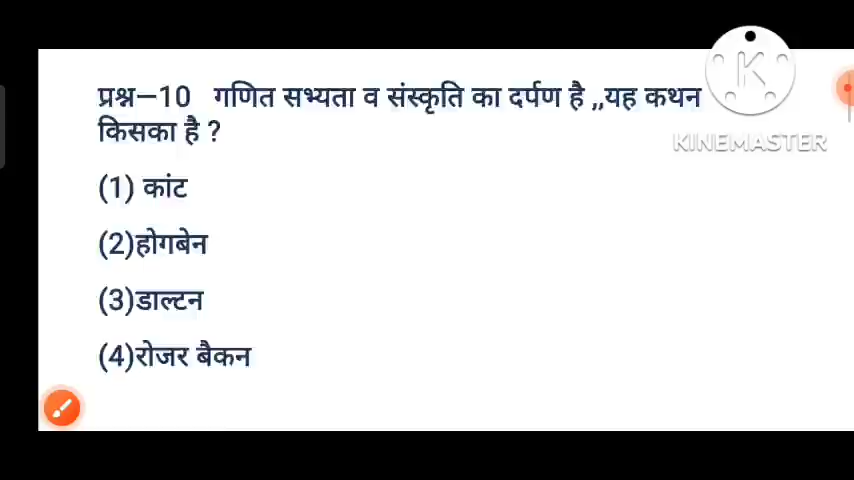 प्रश्न—10 गणित सभ्यता व संस्कृति का दर्पण है ,,यह कथन
किसका है ?
(1) कांट
(2)होगबेन
(3)डाल्टन
(4)रोजर बैकन
KINEMASTER